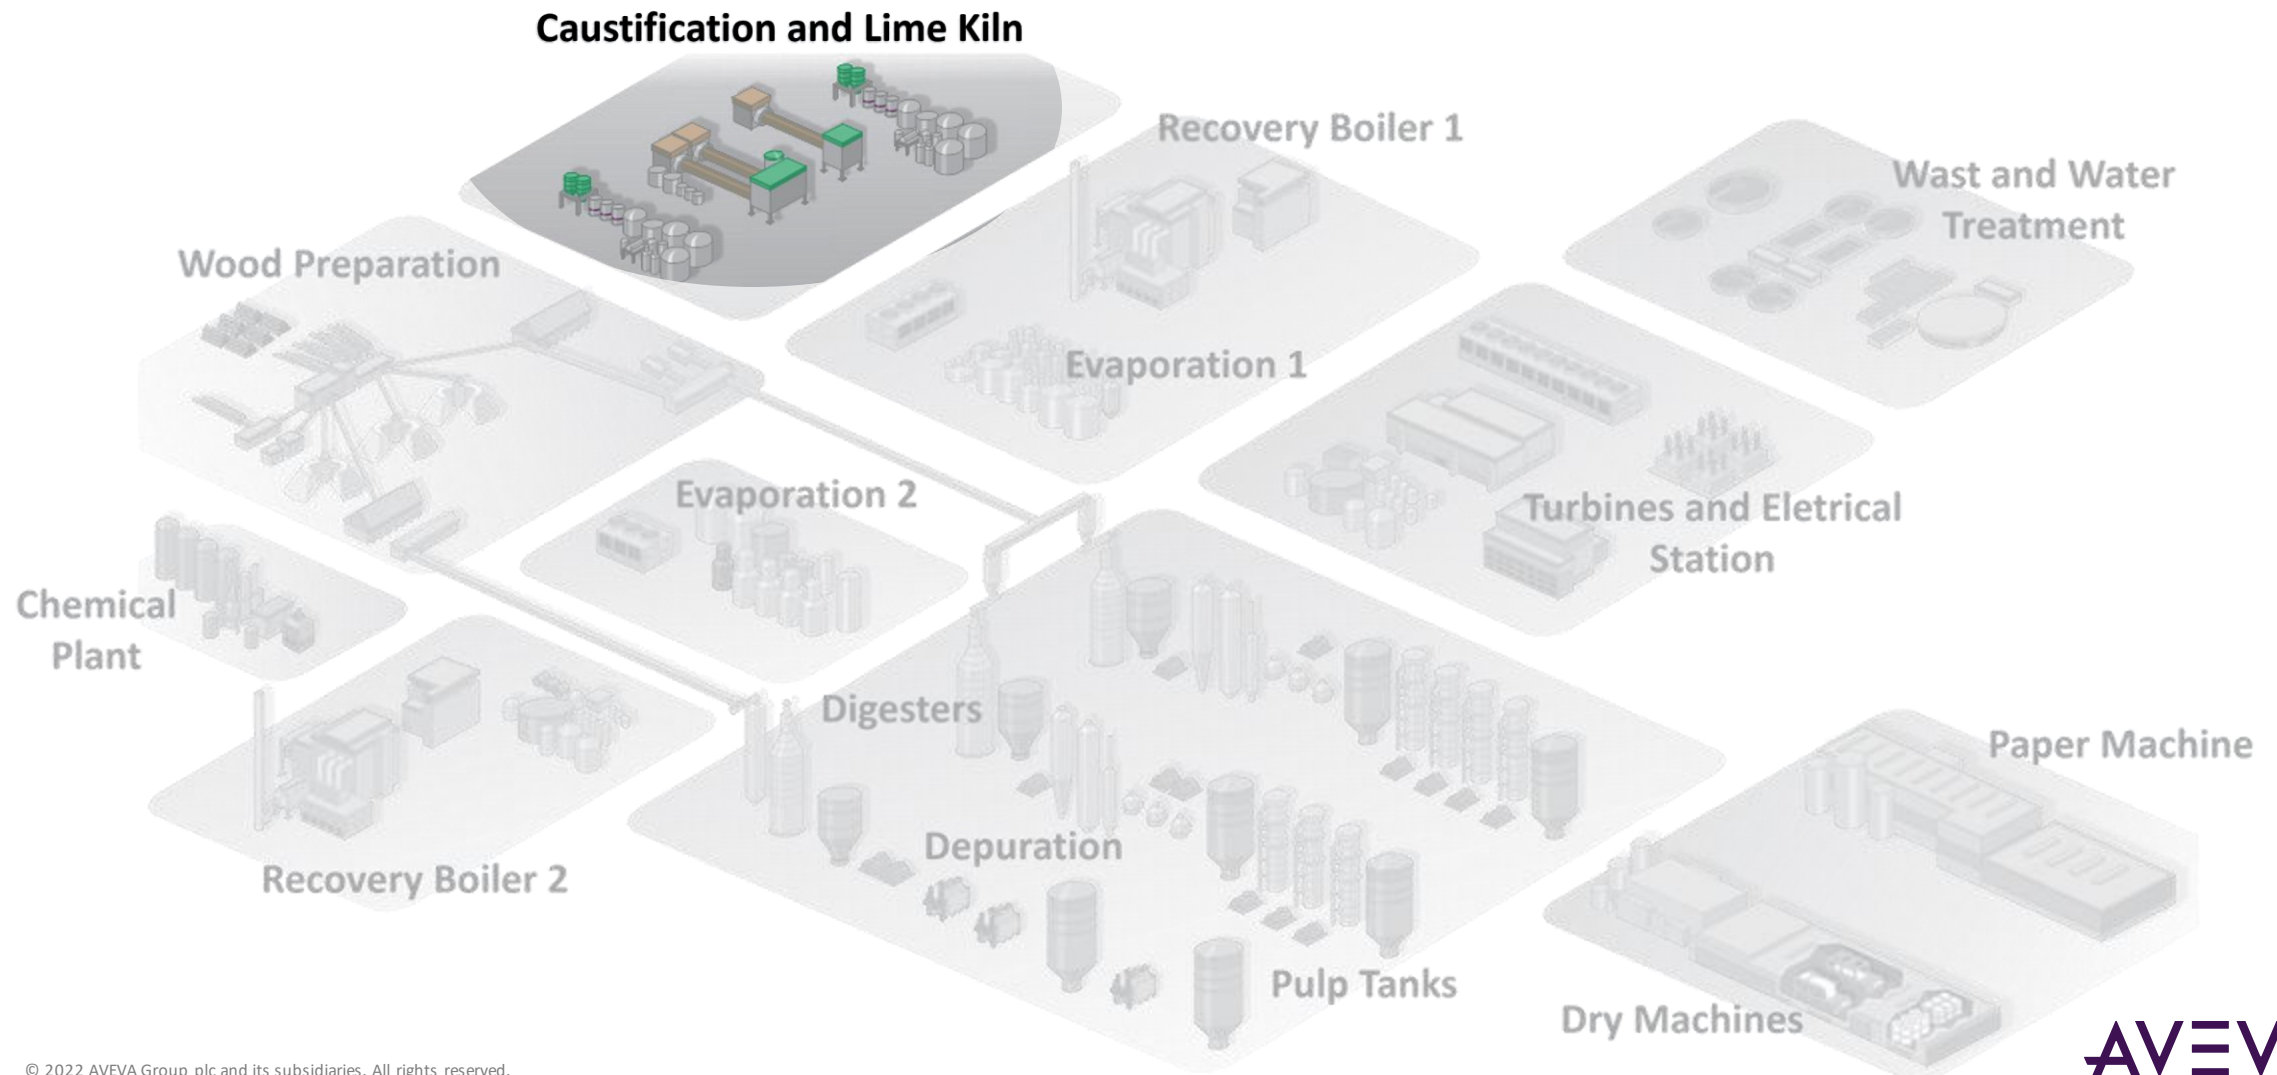 Caustification and Lime Kiln
Recovery Boiler 1
Wast and Water
Treatment
Wood Preparation
Evaporation 1
Evaporation 2
Turbines and Eletrical
Station
Chemical
Plant
Digesters
Paper Machine
Depuration
Recovery Boiler 2
Pulp Tanks
Dry Machines
© 2022 AVEVA Group plc and its subsidiaries. All rights reserved.
AVEV